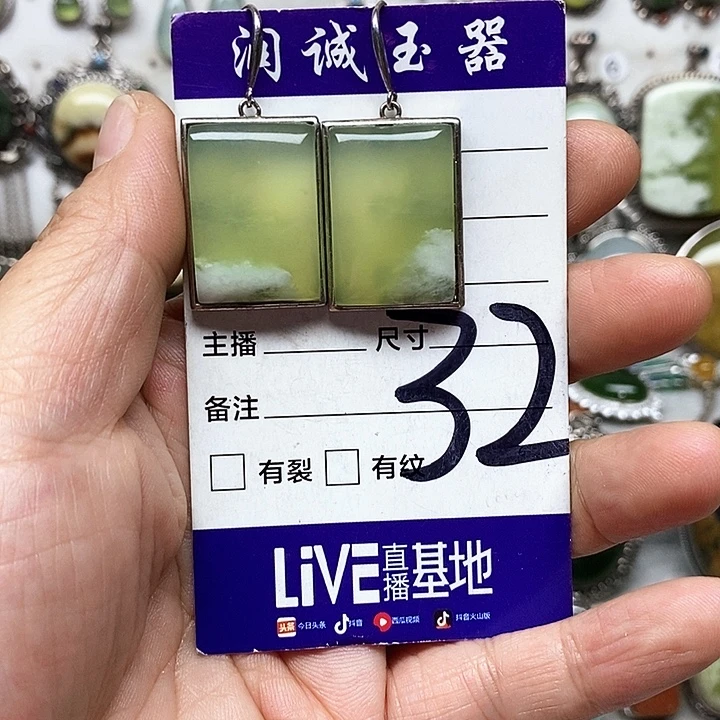 润诚玉器
主播 尺寸
32
备注
有裂 有纹
LiVE直播基地
今日头条 抖音 西瓜视频 抖音火山版